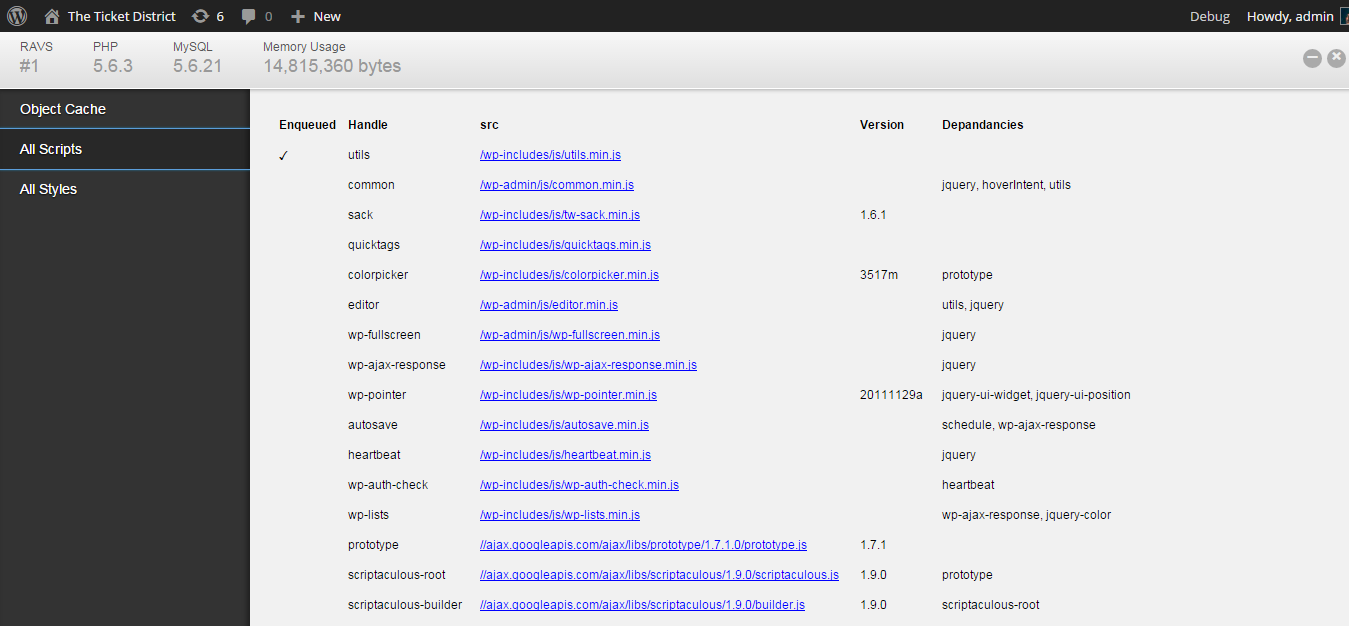 The Ticket District 6 0 New Debug Howdy, admin
RAVS PHP MySQL Memory Usage
#1 5.6.3 5.6.21 14,815,360 bytes
Object Cache
All Scripts
All Styles
Enqueued Handle src Version Depandancies
✓ utils /wp-includes/js/utils.min.js
common /wp-admin/js/common.min.js jquery, hoverIntent, utils
sack /wp-includes/js/tw-sack.min.js 1.6.1
quicktags /wp-includes/js/quicktags.min.js
colorpicker /wp-includes/js/colorpicker.min.js 3517m prototype
editor /wp-admin/js/editor.min.js utils, jquery
wp-fullscreen /wp-admin/js/wp-fullscreen.min.js jquery
wp-ajax-response /wp-includes/js/wp-ajax-response.min.js jquery
wp-pointer /wp-includes/js/wp-pointer.min.js 20111129a jquery-ui-widget, jquery-ui-position
autosave /wp-includes/js/autosave.min.js schedule, wp-ajax-response
heartbeat /wp-includes/js/heartbeat.min.js jquery
wp-auth-check /wp-includes/js/wp-auth-check.min.js heartbeat
wp-lists /wp-includes/js/wp-lists.min.js wp-ajax-response, jquery-color
prototype //ajax.googleapis.com/ajax/libs/prototype/1.7.1.0/prototype.js 1.7.1
scriptaculous-root //ajax.googleapis.com/ajax/libs/scriptaculous/1.9.0/scriptaculous.js 1.9.0 prototype
scriptaculous-builder //ajax.googleapis.com/ajax/libs/scriptaculous/1.9.0/builder.js 1.9.0 scriptaculous-root